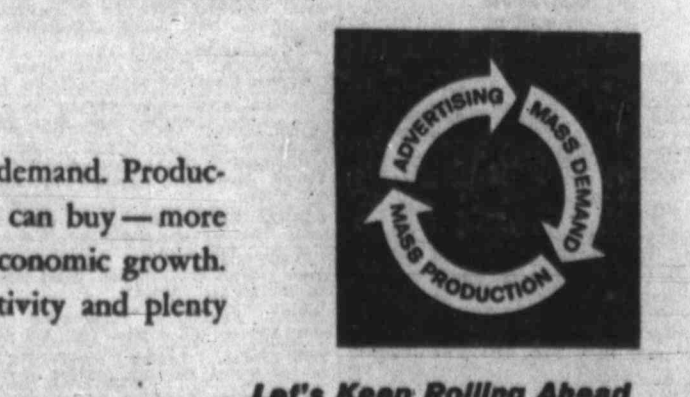 demand. Produc-
can buy — more
conomic growth.
tivity and plenty
ADVERTISING
MASS DEMAND
MASS PRODUCTION
Let's Keep Rolling Ahead